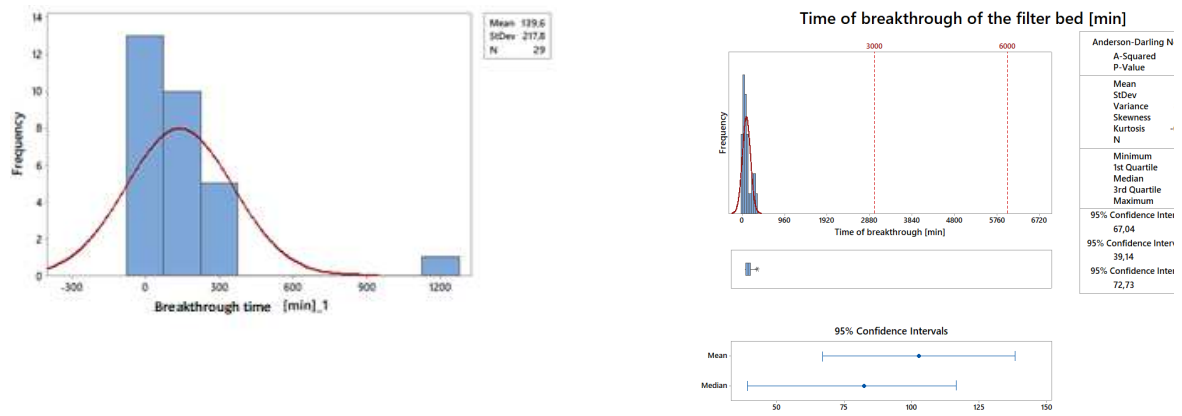 14
12
10
8
6
4
2
0
Frequency
-300
0
300
600
900
1200
Breakthrough time [min]_1
Mean 139,6
StDev 217,8
N 29
Time of breakthrough of the filter bed [min]
3000
6000
Frequency
0
960
1920
2880
3840
4800
5760
6720
Time of breakthrough [min]
Anderson-Darling N
A-Squared
P-Value
Mean
StDev
Variance
Skewness
Kurtosis
N
Minimum
1st Quartile
Median
3rd Quartile
Maximum
95% Confidence Inter
67,04
95% Confidence Interv
39,14
95% Confidence Inter
72,73
95% Confidence Intervals
Mean
Median
50
75
100
125
150